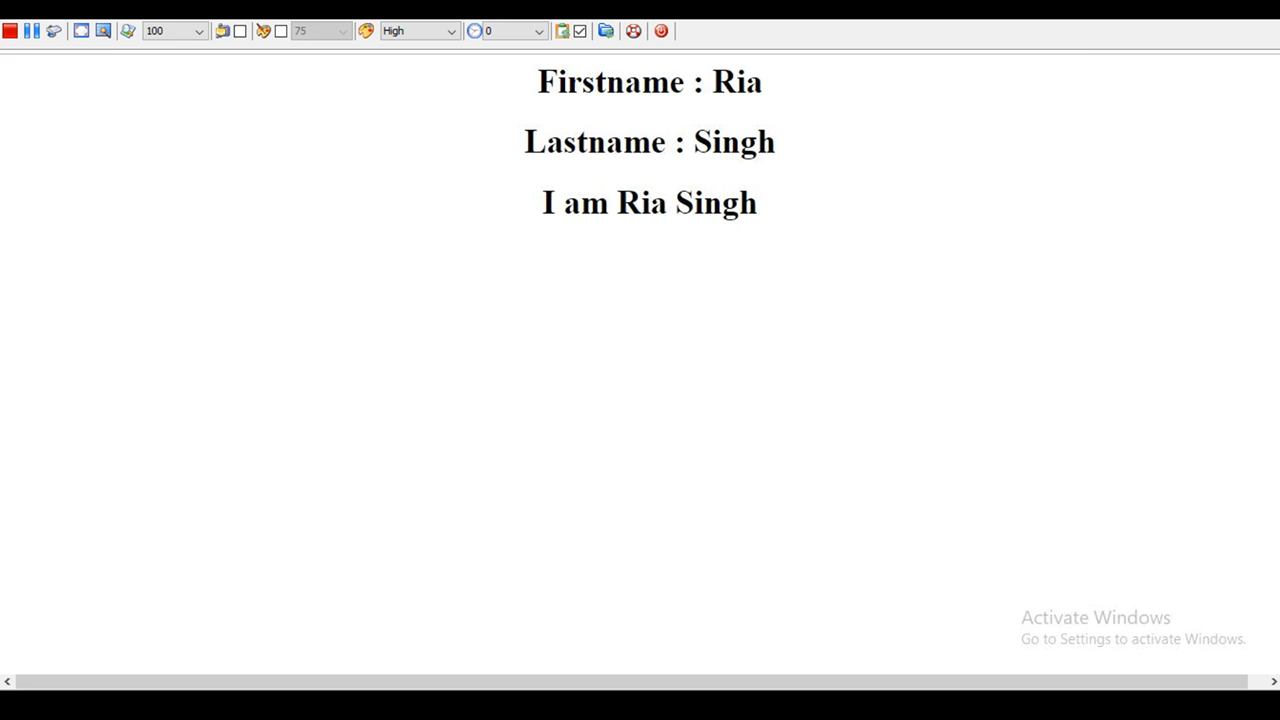 100 75 High 0
Firstname : Ria
Lastname : Singh
I am Ria Singh
Activate Windows
Go to Settings to activate Windows.